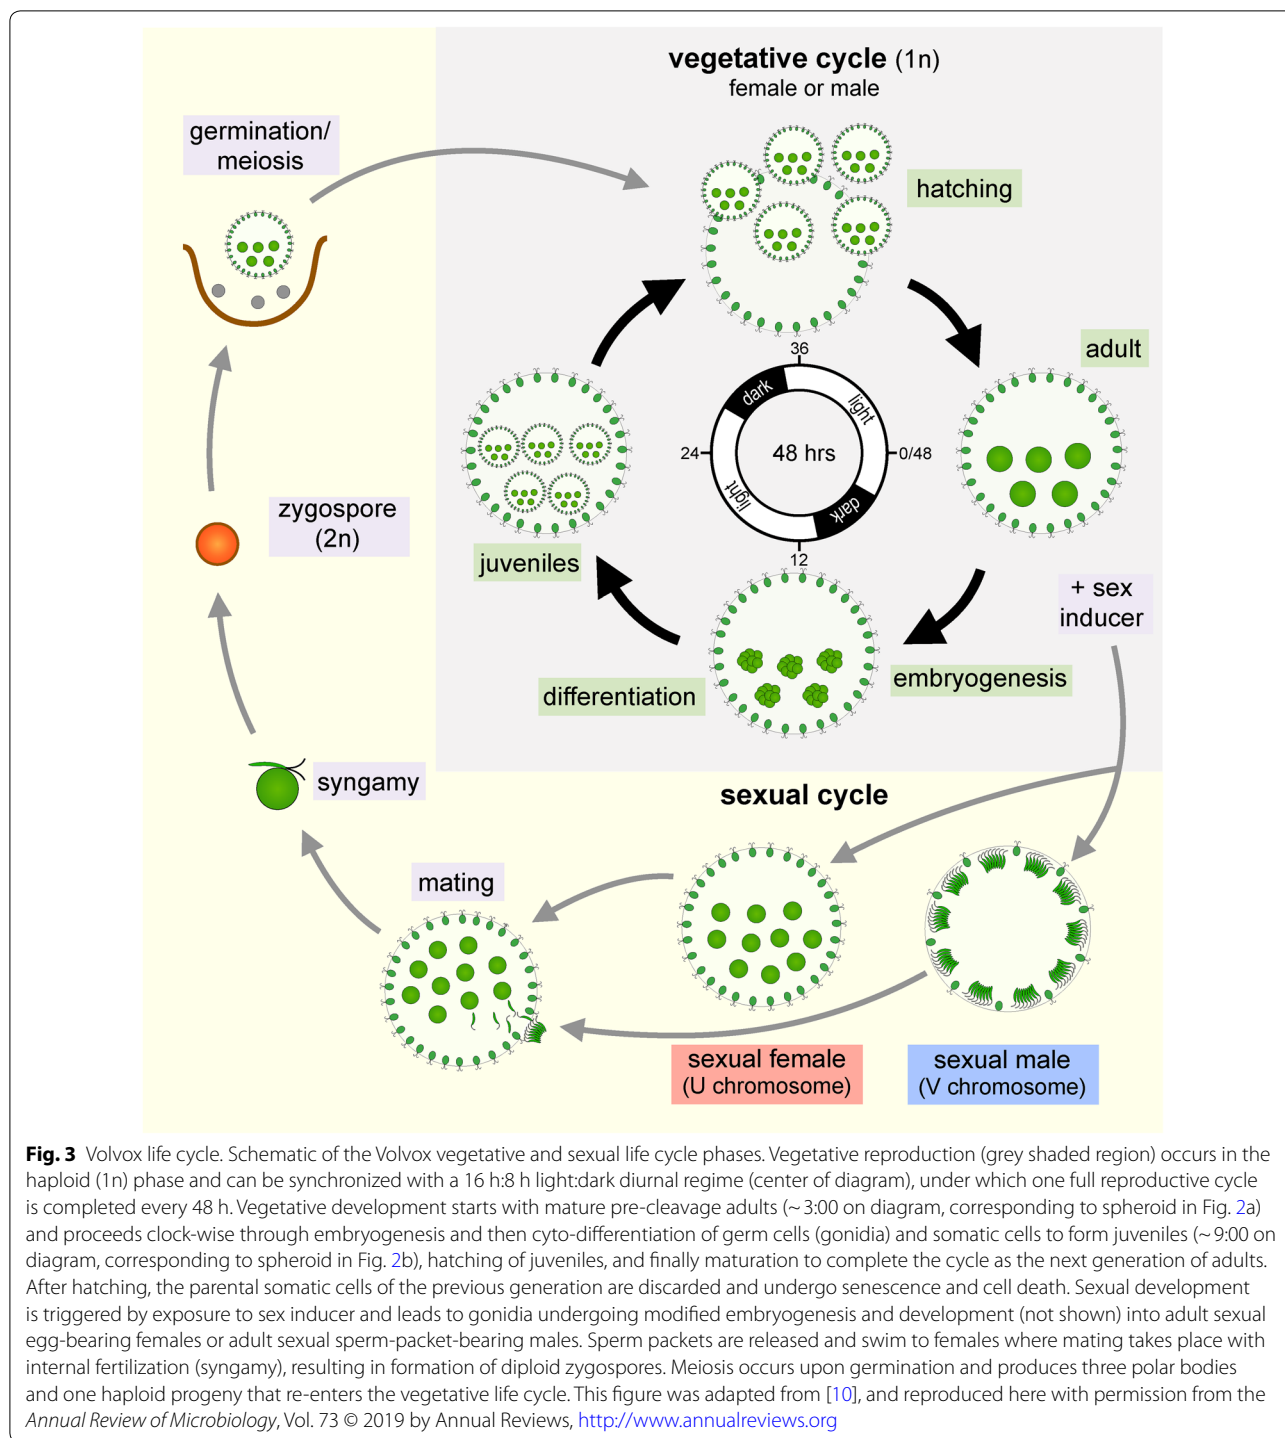 vegetative cycle (1n)
female or male
germination/
meiosis
hatching
adult
36
dark
light
24
48 hrs
0/48
light
dark
12
zygospore
(2n)
juveniles
+ sex
inducer
differentiation
embryogenesis
syngamy
sexual cycle
mating
sexual female
(U chromosome)
sexual male
(V chromosome)
Fig. 3 Volvox life cycle. Schematic of the Volvox vegetative and sexual life cycle phases. Vegetative reproduction (grey shaded region) occurs in the
haploid (1n) phase and can be synchronized with a 16 h:8 h light:dark diurnal regime (center of diagram), under which one full reproductive cycle
is completed every 48 h. Vegetative development starts with mature pre-cleavage adults (~ 3:00 on diagram, corresponding to spheroid in Fig. 2a)
and proceeds clock-wise through embryogenesis and then cyto-differentiation of germ cells (gonidia) and somatic cells to form juveniles (~ 9:00 on
diagram, corresponding to spheroid in Fig. 2b), hatching of juveniles, and finally maturation to complete the cycle as the next generation of adults.
After hatching, the parental somatic cells of the previous generation are discarded and undergo senescence and cell death. Sexual development
is triggered by exposure to sex inducer and leads to gonidia undergoing modified embryogenesis and development (not shown) into adult sexual
egg-bearing females or adult sexual sperm-packet-bearing males. Sperm packets are released and swim to females where mating takes place with
internal fertilization (syngamy), resulting in formation of diploid zygospores. Meiosis occurs upon germination and produces three polar bodies
and one haploid progeny that re-enters the vegetative life cycle. This figure was adapted from [10], and reproduced here with permission from the
Annual Review of Microbiology, Vol. 73 © 2019 by Annual Reviews, http://www.annualreviews.org